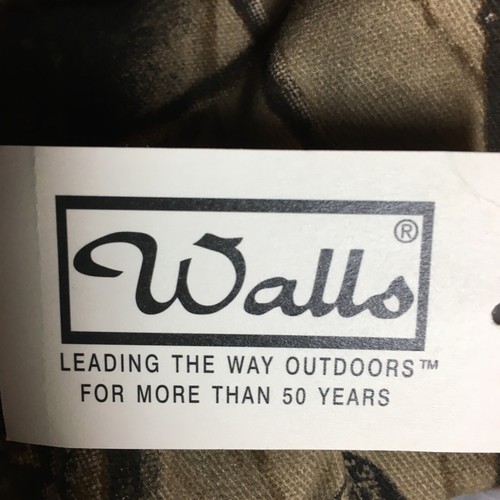 Walls®
LEADING THE WAY OUTDOORS™
FOR MORE THAN 50 YEARS